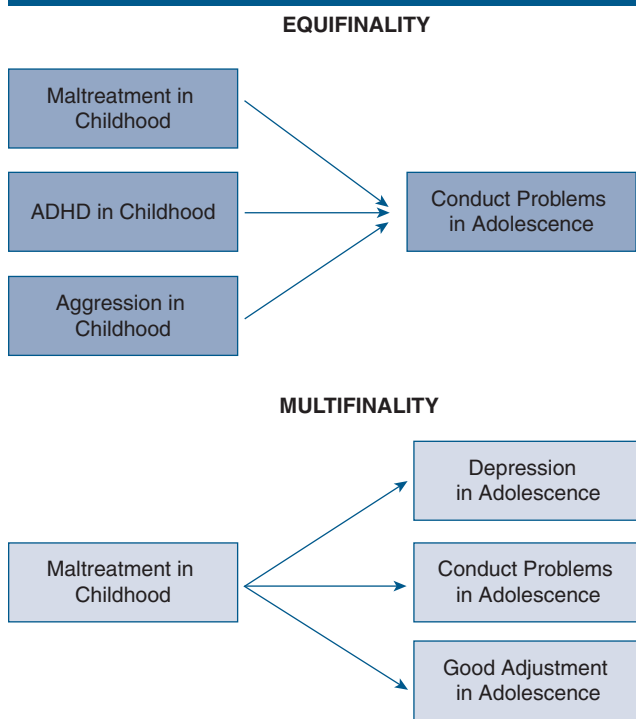 EQUIFINALITY
Maltreatment in
Childhood
ADHD in Childhood
Aggression in
Childhood
Conduct Problems
in Adolescence
MULTIFINALITY
Maltreatment in
Childhood
Depression
in Adolescence
Conduct Problems
in Adolescence
Good Adjustment
in Adolescence